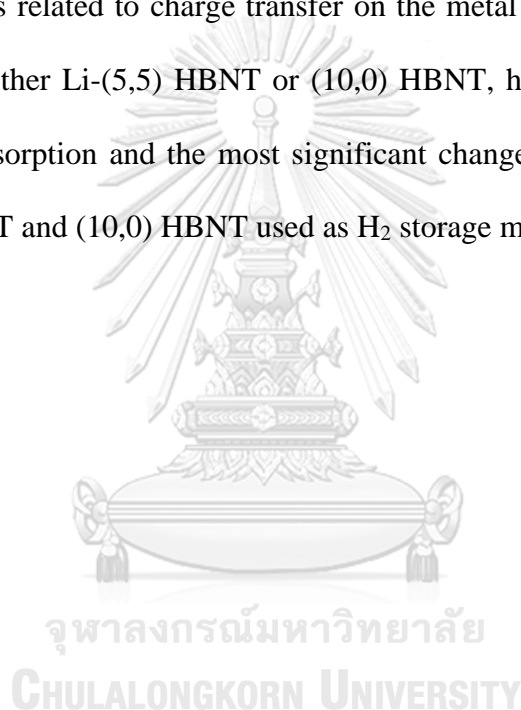 s related to charge transfer on the metal
ther Li-(5,5) HBNT or (10,0) HBNT, h
sorption and the most significant change
T and (10,0) HBNT used as H₂ storage m
จุฬาลงกรณ์มหาวิทยาลัย
CHULALONGKORN UNIVERSITY